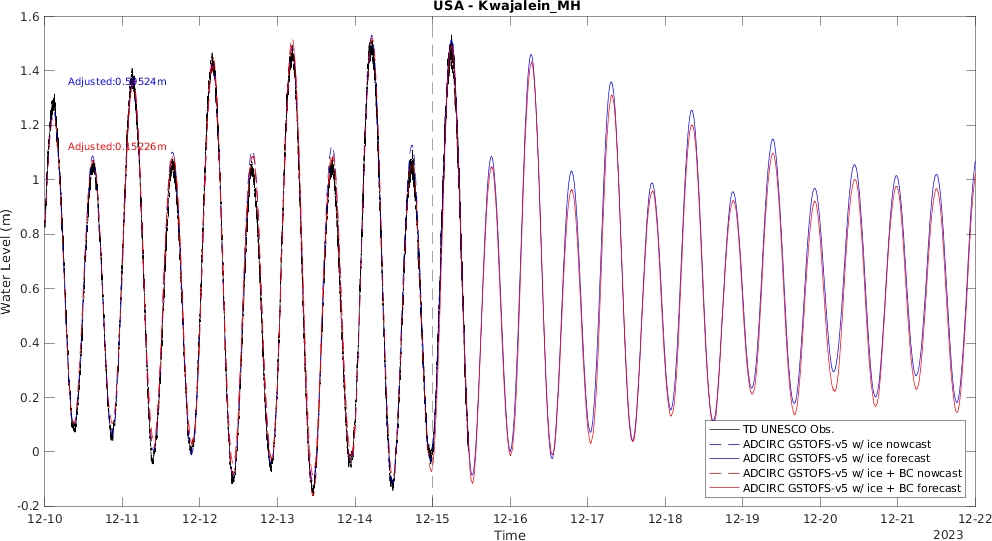 USA - Kwajalein_MH
1.6
1.4
1.2
1
0.8
0.6
0.4
0.2
0
-0.2
Water Level (m)
Adjusted:0.15226m
TD UNESCO Obs.
ADCIRC GSTOFS-v5 w/ ice nowcast
ADCIRC GSTOFS-v5 w/ ice forecast
ADCIRC GSTOFS-v5 w/ ice + BC nowcast
ADCIRC GSTOFS-v5 w/ ice + BC forecast
12-10 12-11 12-12 12-13 12-14 12-15 12-16 12-17 12-18 12-19 12-20 12-21 12-22
Time
2023